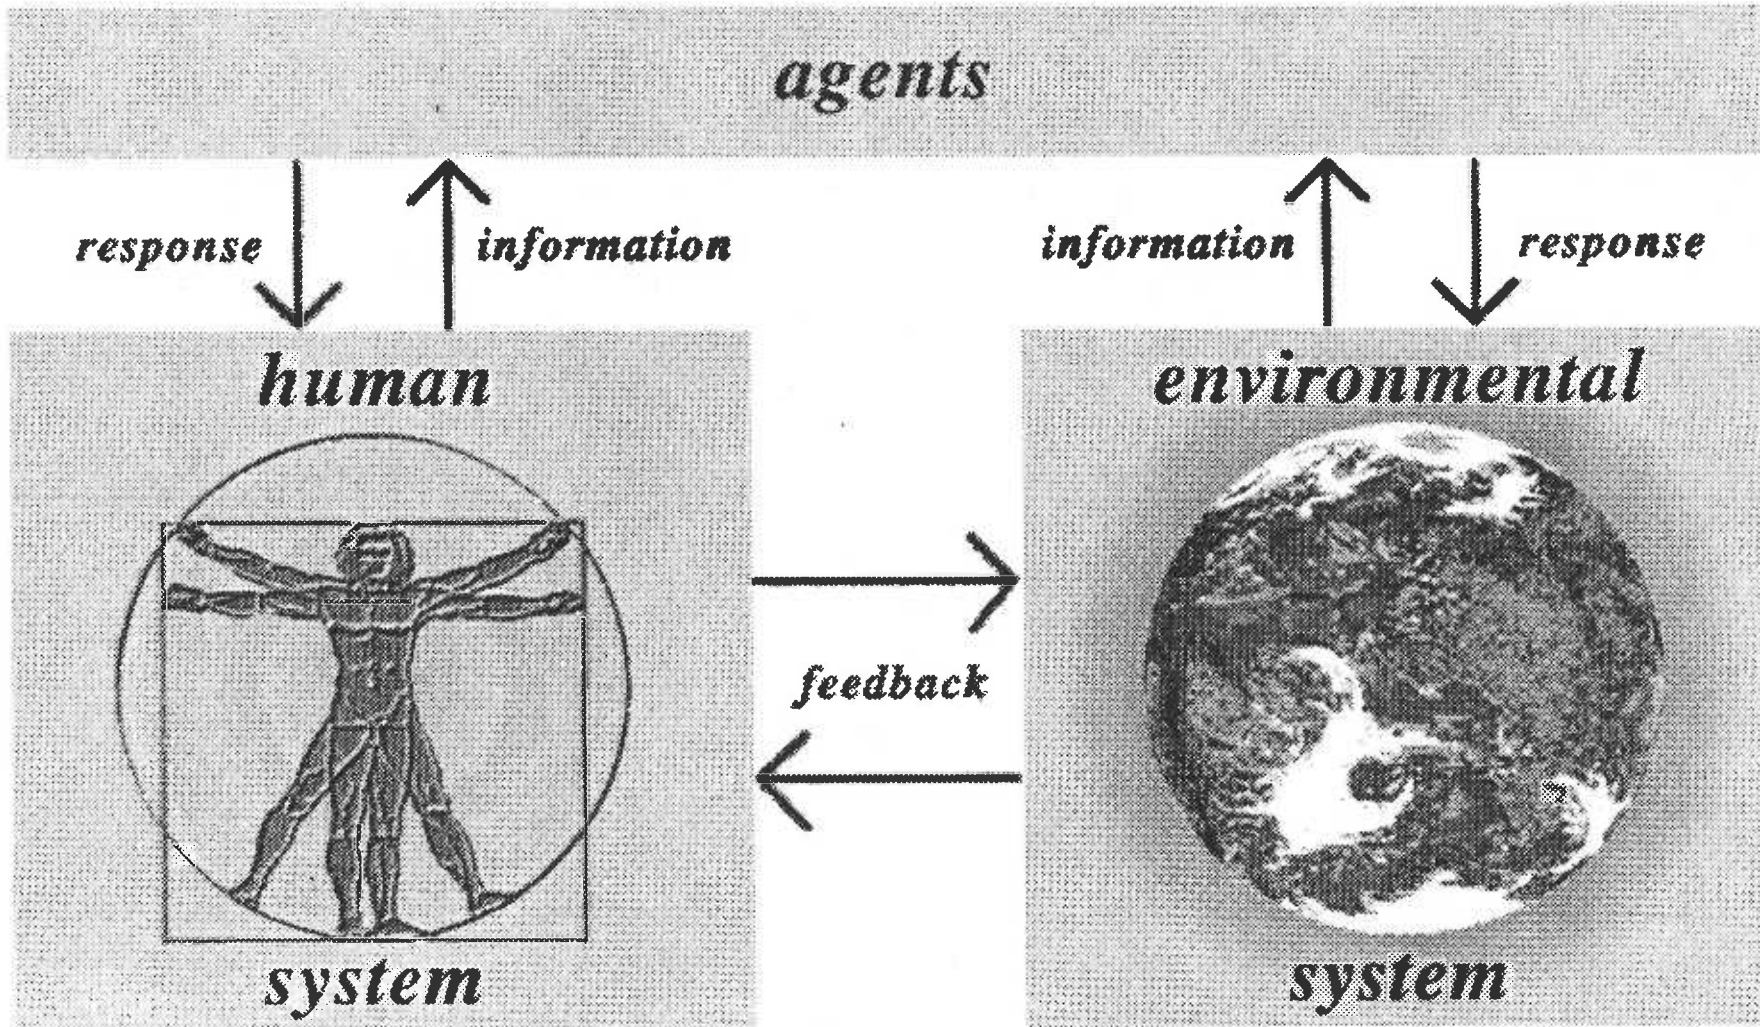 agents
response
information
information
response
human
environmental
feedback
system
system